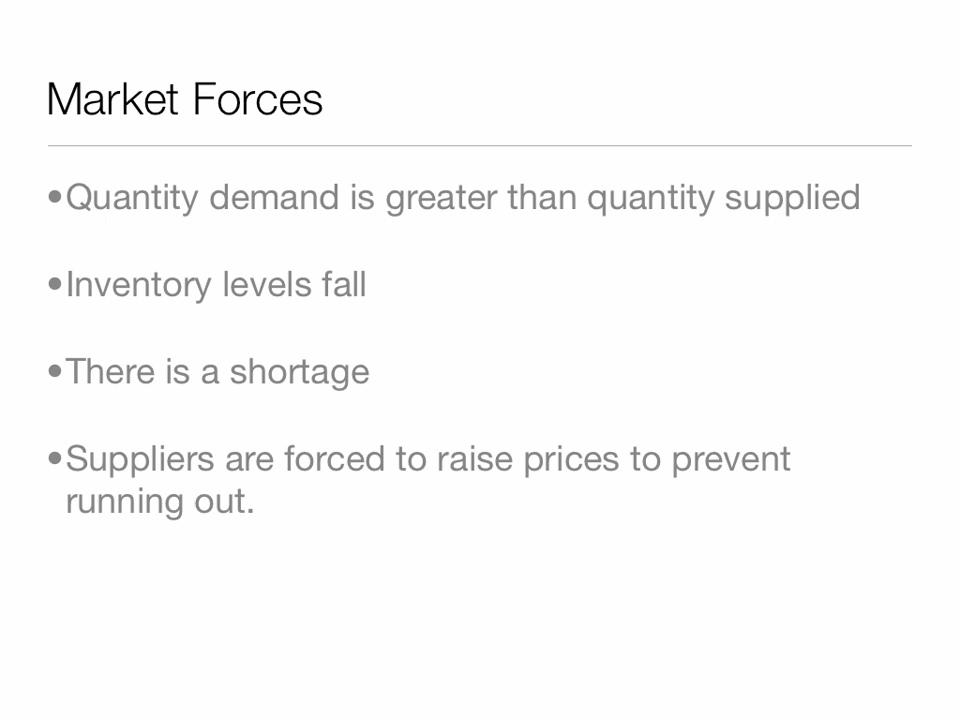 Market Forces
•Quantity demand is greater than quantity supplied
•Inventory levels fall
•There is a shortage
•Suppliers are forced to raise prices to prevent
running out.